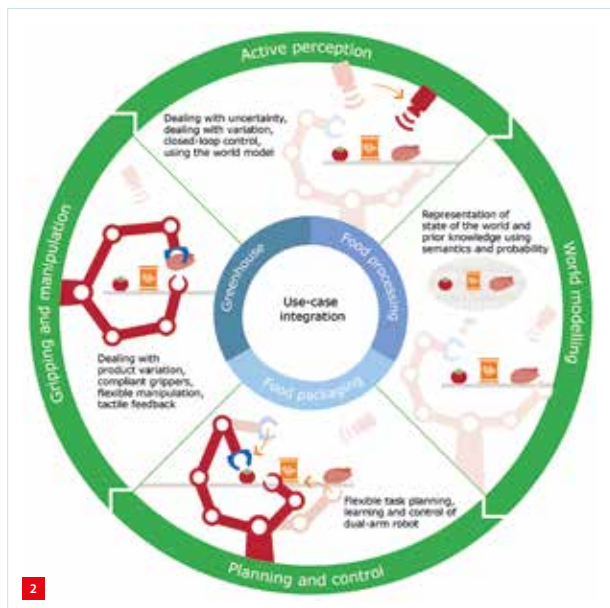 Active perception
Dealing with uncertainty,
dealing with variation,
closed-loop control,
using the world model
Representation of
state of the world and
prior knowledge using
semantics and probability
World modelling
Gripping and manipulation
Greenhouse
Food processing
Use-case
integration
Food packaging
Dealing with
product variation,
compliant grippers,
flexible manipulation,
tactile feedback
Flexible task planning,
learning and control of
dual-arm robot
Planning and control
2